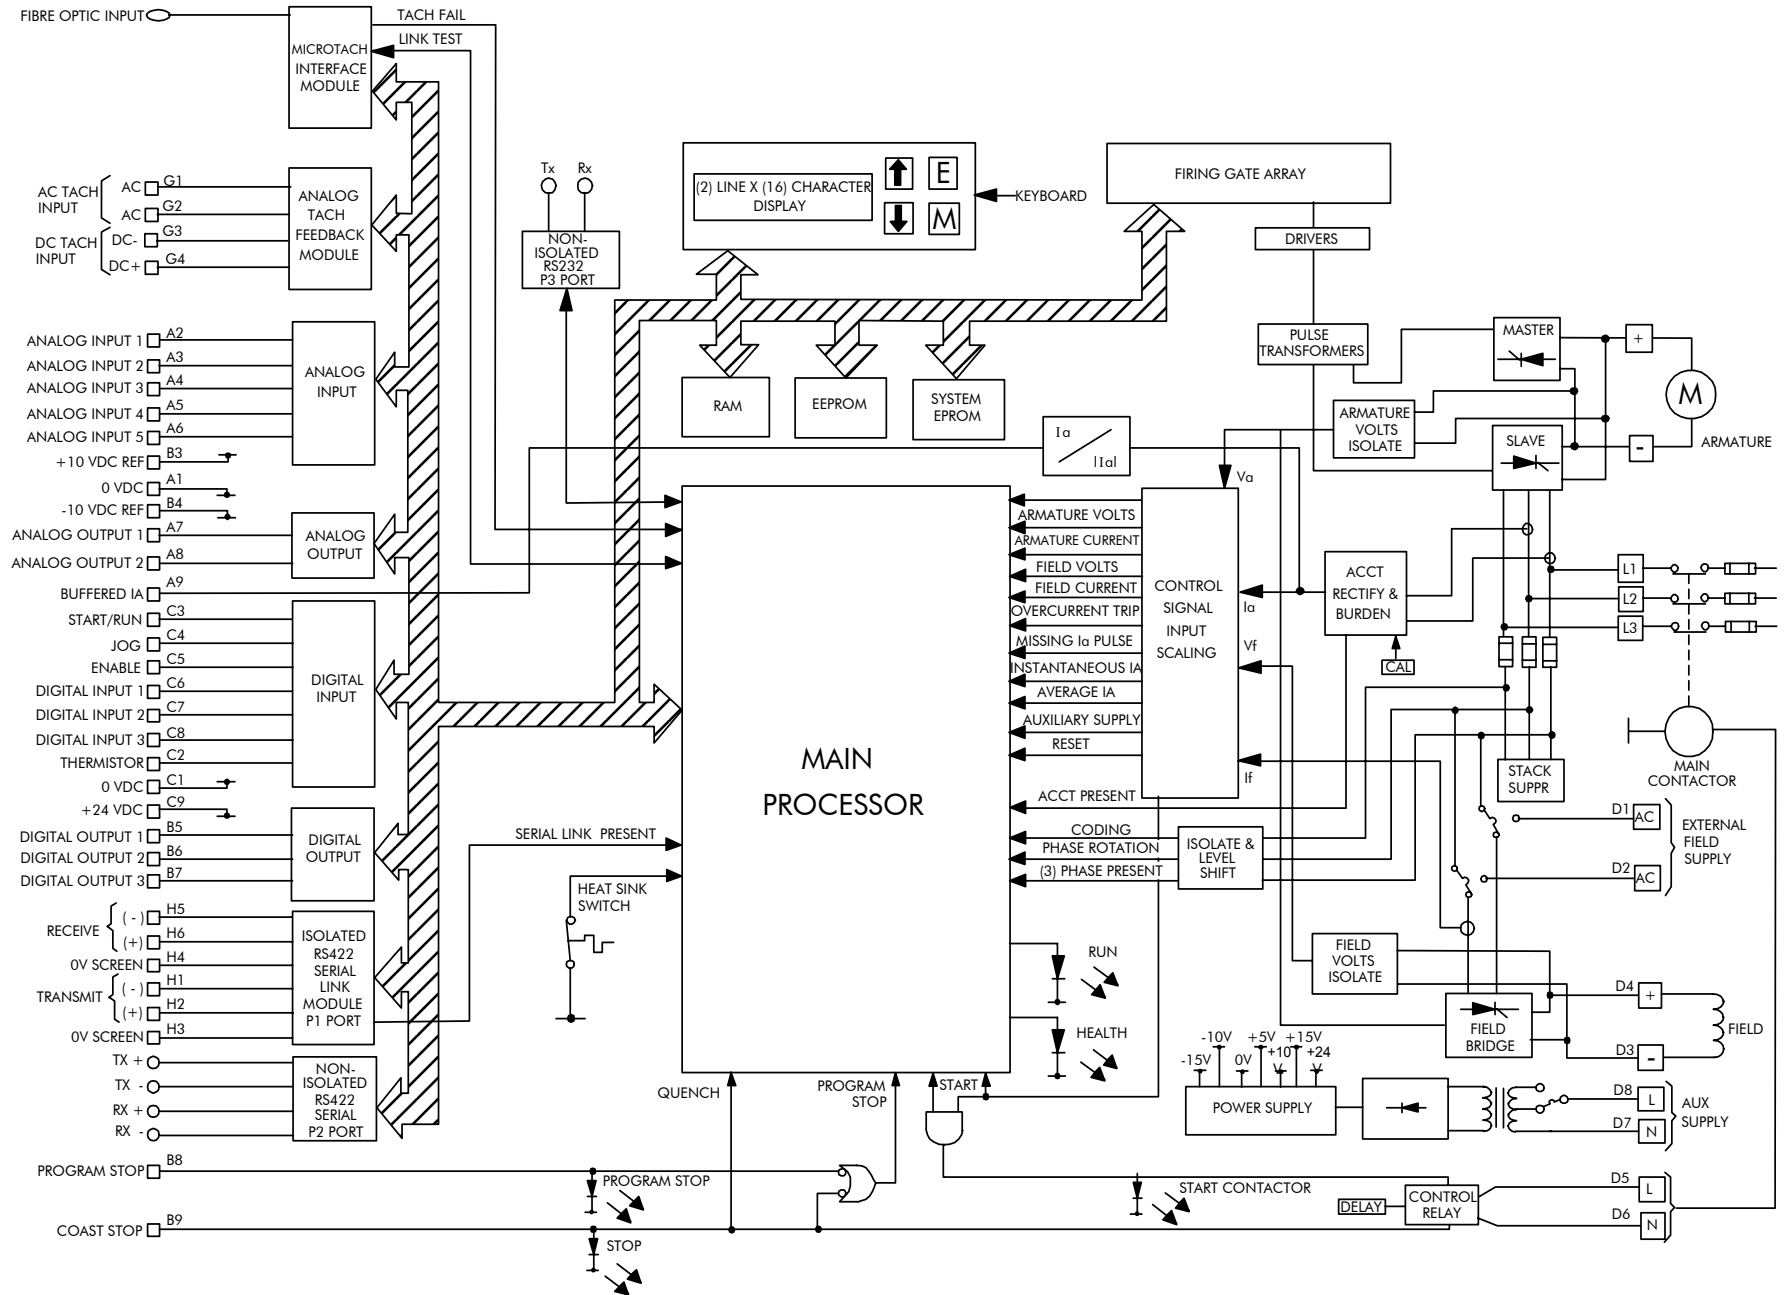 FIBRE OPTIC INPUT
TACH FAIL
LINK TEST
MICROTACH
INTERFACE
MODULE
AC TACH
INPUT
AC G1
AC G2
DC TACH
INPUT
DC- G3
DC+ G4
ANALOG
TACH
FEEDBACK
MODULE
Tx Rx
NON-
ISOLATED
RS232
P3 PORT
(2) LINE X (16) CHARACTER
DISPLAY
E
M
KEYBOARD
FIRING GATE ARRAY
DRIVERS
PULSE
TRANSFORMERS
MASTER
+
M
ARMATURE
-
ARMATURE
VOLTS
ISOLATE
SLAVE
ANALOG INPUT 1 A2
ANALOG INPUT 2 A3
ANALOG INPUT 3 A4
ANALOG INPUT 4 A5
ANALOG INPUT 5 A6
+10 VDC REF B3
0 VDC A1
-10 VDC REF B4
ANALOG OUTPUT 1 A7
ANALOG OUTPUT 2 A8
BUFFERED IA A9
START/RUN C3
JOG C4
ENABLE C5
DIGITAL INPUT 1 C6
DIGITAL INPUT 2 C7
DIGITAL INPUT 3 C8
THERMISTOR C2
0 VDC C1
+24 VDC C9
DIGITAL OUTPUT 1 B5
DIGITAL OUTPUT 2 B6
DIGITAL OUTPUT 3 B7
ANALOG
INPUT
ANALOG
OUTPUT
DIGITAL
INPUT
DIGITAL
OUTPUT
RAM
EEPROM
SYSTEM
EPROM
Ia
|Ia|
Va
ARMATURE VOLTS
ARMATURE CURRENT
FIELD VOLTS
FIELD CURRENT
OVERCURRENT TRIP
MISSING Ia PULSE
INSTANTANEOUS IA
AVERAGE IA
AUXILIARY SUPPLY
RESET
CONTROL
SIGNAL
INPUT
SCALING
Ia
Vf
If
ACCT
RECTIFY &
BURDEN
CAL
L1
L2
L3
MAIN
CONTACTOR
STACK
SUPPR
MAIN
PROCESSOR
ACCT PRESENT
CODING
PHASE ROTATION
(3) PHASE PRESENT
ISOLATE &
LEVEL
SHIFT
D1 AC
D2 AC
EXTERNAL
FIELD
SUPPLY
SERIAL LINK PRESENT
HEAT SINK
SWITCH
RECEIVE
(-) H5
(+) H6
0V SCREEN H4
TRANSMIT
(-) H1
(+) H2
0V SCREEN H3
ISOLATED
RS422
SERIAL
LINK
MODULE
P1 PORT
TX +
TX -
RX +
RX -
NON-
ISOLATED
RS422
SERIAL
P2 PORT
RUN
HEALTH
FIELD
VOLTS
ISOLATE
FIELD
BRIDGE
D4 +
D3 -
FIELD
-10V +5V +15V
-15V 0V +10 V +24 V
POWER SUPPLY
D8 L
D7 N
AUX
SUPPLY
QUENCH
PROGRAM
STOP
START
PROGRAM STOP B8
PROGRAM STOP
START CONTACTOR
DELAY
CONTROL
RELAY
D5 L
D6 N
COAST STOP B9
STOP